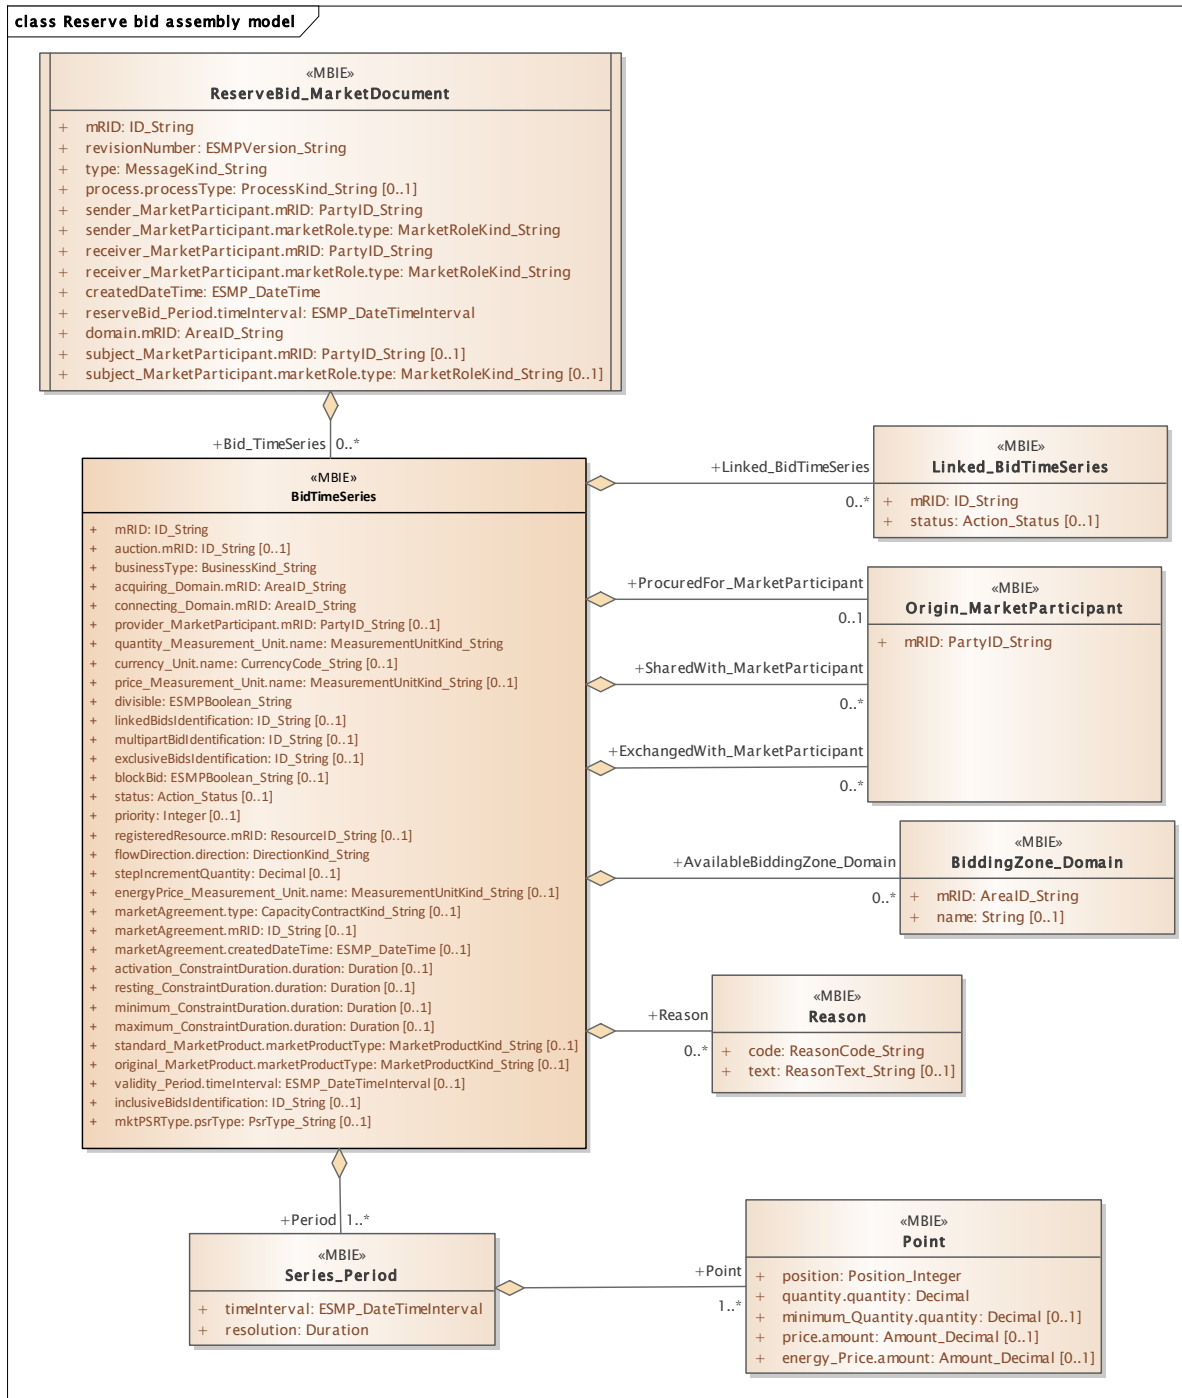 class Reserve bid assembly model
«MBIE»
ReserveBid_MarketDocument
+ mRID: ID_String
+ revisionNumber: ESMPVersion_String
+ type: MessageKind_String
+ process.processType: ProcessKind_String [0..1]
+ sender_MarketParticipant.mRID: PartyID_String
+ sender_MarketParticipant.marketRole.type: MarketRoleKind_String
+ receiver_MarketParticipant.mRID: PartyID_String
+ receiver_MarketParticipant.marketRole.type: MarketRoleKind_String
+ createdDateTime: ESMP_DateTime
+ reserveBid_Period.timeInterval: ESMP_DateTimeInterval
+ domain.mRID: AreaID_String
+ subject_MarketParticipant.mRID: PartyID_String [0..1]
+ subject_MarketParticipant.marketRole.type: MarketRoleKind_String [0..1]
+Bid_TimeSeries 0..*
«MBIE»
BidTimeSeries
+ mRID: ID_String
+ auction.mRID: ID_String [0..1]
+ businessType: BusinessKind_String
+ acquiring_Domain.mRID: AreaID_String
+ connecting_Domain.mRID: AreaID_String
+ provider_MarketParticipant.mRID: PartyID_String [0..1]
+ quantity_Measurement_Unit.name: MeasurementUnitKind_String
+ currency_Unit.name: CurrencyCode_String [0..1]
+ price_Measurement_Unit.name: MeasurementUnitKind_String [0..1]
+ divisible: ESMPBoolean_String
+ linkedBidsIdentification: ID_String [0..1]
+ multipartBidIdentification: ID_String [0..1]
+ exclusiveBidsIdentification: ID_String [0..1]
+ blockBid: ESMPBoolean_String [0..1]
+ status: Action_Status [0..1]
+ priority: Integer [0..1]
+ registeredResource.mRID: ResourceID_String [0..1]
+ flowDirection.direction: DirectionKind_String
+ stepIncrementQuantity: Decimal [0..1]
+ energyPrice_Measurement_Unit.name: MeasurementUnitKind_String [0..1]
+ marketAgreement.type: CapacityContractKind_String [0..1]
+ marketAgreement.mRID: ID_String [0..1]
+ marketAgreement.createdDateTime: ESMP_DateTime [0..1]
+ activation_ConstraintDuration.duration: Duration [0..1]
+ resting_ConstraintDuration.duration: Duration [0..1]
+ minimum_ConstraintDuration.duration: Duration [0..1]
+ maximum_ConstraintDuration.duration: Duration [0..1]
+ standard_MarketProduct.marketProductType: MarketProductKind_String [0..1]
+ original_MarketProduct.marketProductType: MarketProductKind_String [0..1]
+ validity_Period.timeInterval: ESMP_DateTimeInterval [0..1]
+ inclusiveBidsIdentification: ID_String [0..1]
+ mktPSRType.psrType: PsrType_String [0..1]
+Linked_BidTimeSeries
0..*
«MBIE»
Linked_BidTimeSeries
+ mRID: ID_String
+ status: Action_Status [0..1]
+ProcuredFor_MarketParticipant
0..1
+SharedWith_MarketParticipant
0..*
+ExchangedWith_MarketParticipant
0..*
«MBIE»
Origin_MarketParticipant
+ mRID: PartyID_String
+AvailableBiddingZone_Domain
0..*
«MBIE»
BiddingZone_Domain
+ mRID: AreaID_String
+ name: String [0..1]
+Reason
0..*
«MBIE»
Reason
+ code: ReasonCode_String
+ text: ReasonText_String [0..1]
+Period 1..*
«MBIE»
Series_Period
+ timeInterval: ESMP_DateTimeInterval
+ resolution: Duration
+Point
1..*
«MBIE»
Point
+ position: Position_Integer
+ quantity.quantity: Decimal
+ minimum_Quantity.quantity: Decimal [0..1]
+ price.amount: Amount_Decimal [0..1]
+ energy_Price.amount: Amount_Decimal [0..1]